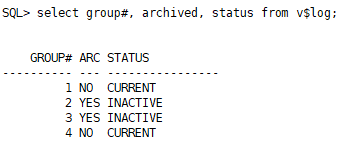 SQL> select group#, archived, status from v$log;
    GROUP# ARC STATUS
---------- --- ----------------
         1 NO  CURRENT
         2 YES INACTIVE
         3 YES INACTIVE
         4 NO  CURRENT